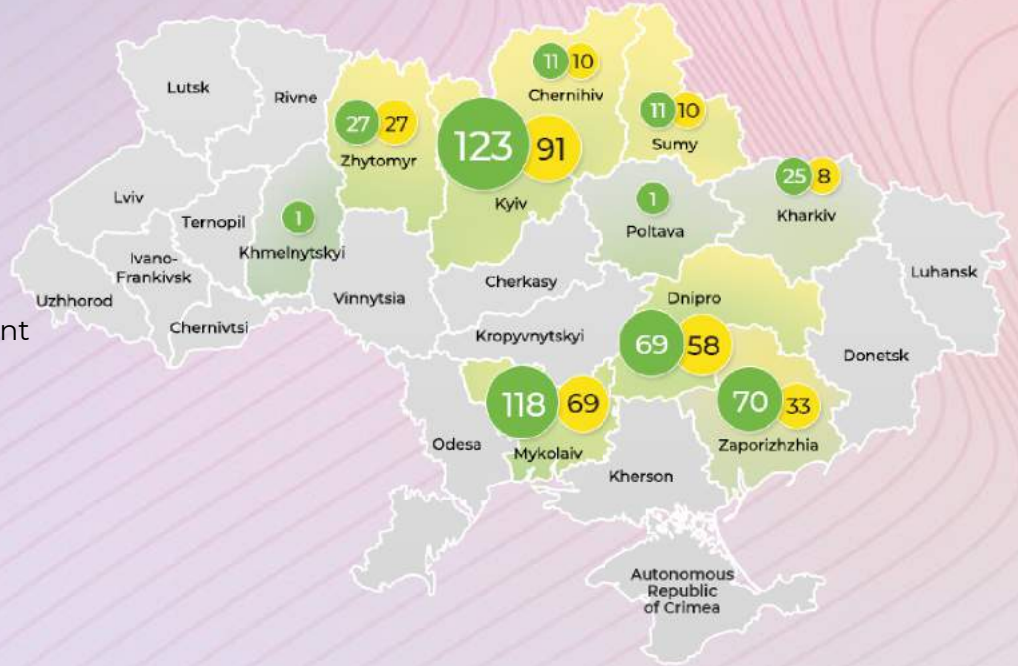 11 10
Chernihiv
Lutsk
Rivne
27 27
Zhytomyr
123 91
Kyiv
11 10
Sumy
25 8
Kharkiv
Lviv
Ternopil
1
Khmelnytskyi
1
Poltava
Ivano-
Frankivsk
Uzhhorod
Chernivtsi
Vinnytsia
Cherkasy
Luhansk
nt
Kropyvnytskyi
Dnipro
69 58
Donetsk
118 69
Mykolaiv
70 33
Zaporizhzhia
Odesa
Kherson
Autonomous
Republic
of Crimea